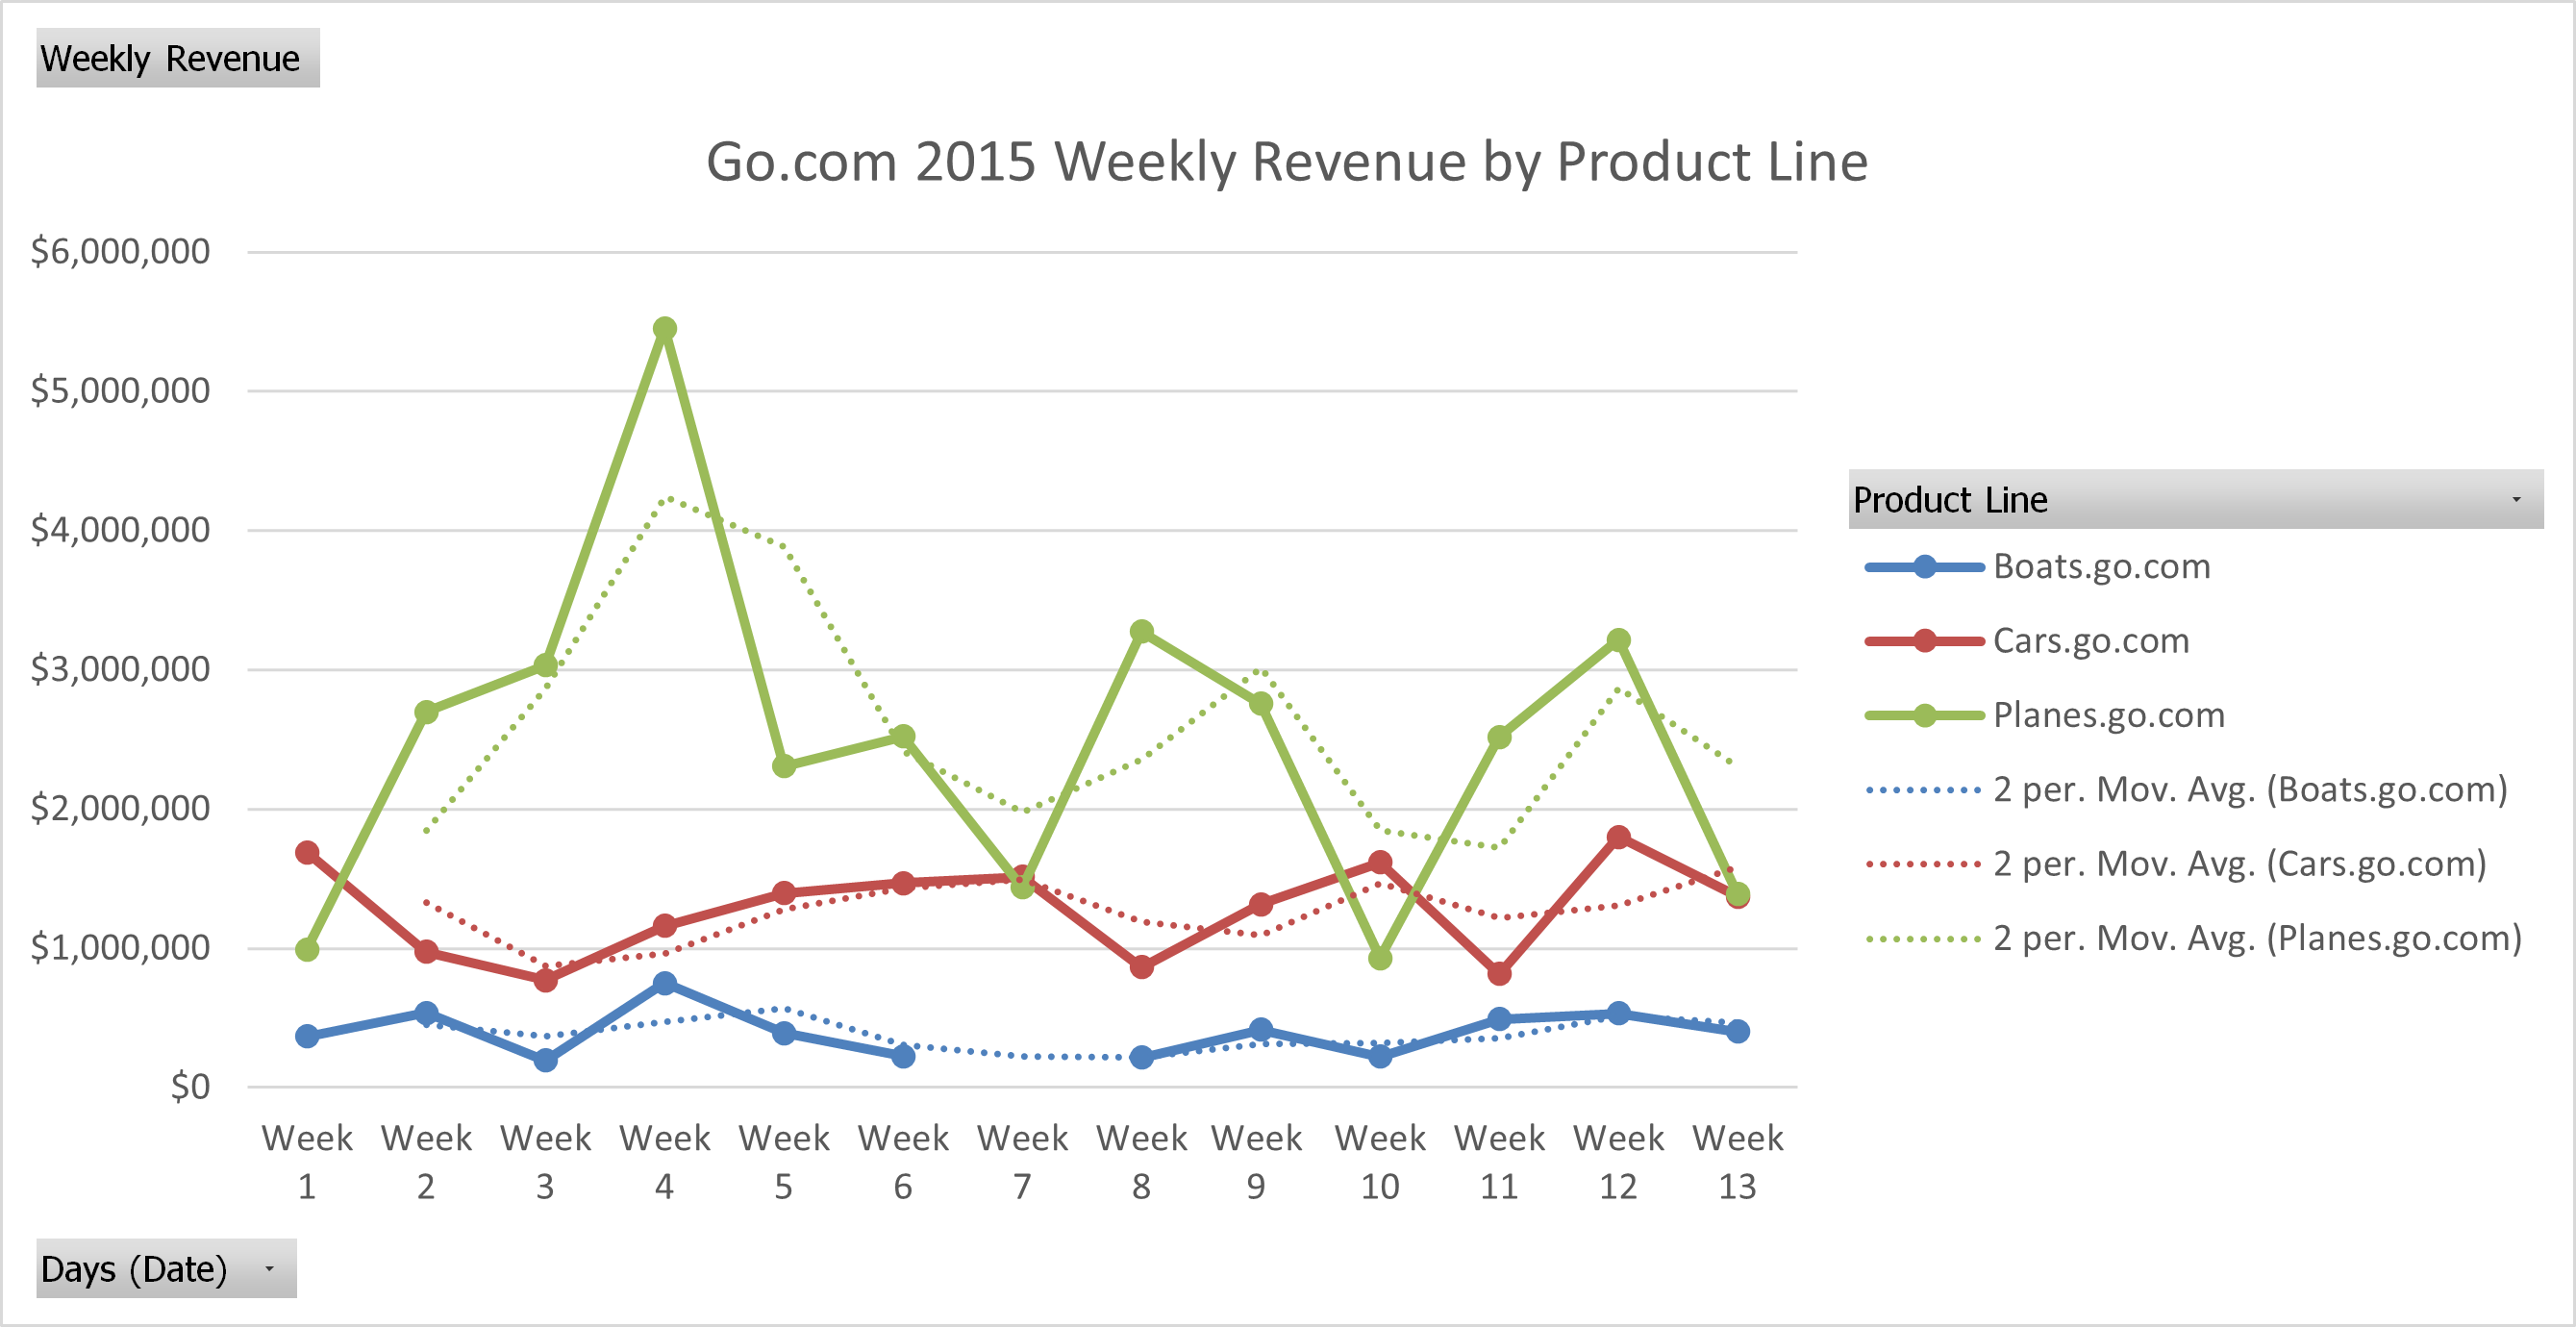 Weekly Revenue
Go.com 2015 Weekly Revenue by Product Line
$6,000,000
$5,000,000
$4,000,000
$3,000,000
$2,000,000
$1,000,000
$0
Week 1
Week 2
Week 3
Week 4
Week 5
Week 6
Week 7
Week 8
Week 9
Week 10
Week 11
Week 12
Week 13
Product Line
Boats.go.com
Cars.go.com
Planes.go.com
2 per. Mov. Avg. (Boats.go.com)
2 per. Mov. Avg. (Cars.go.com)
2 per. Mov. Avg. (Planes.go.com)
Days (Date)